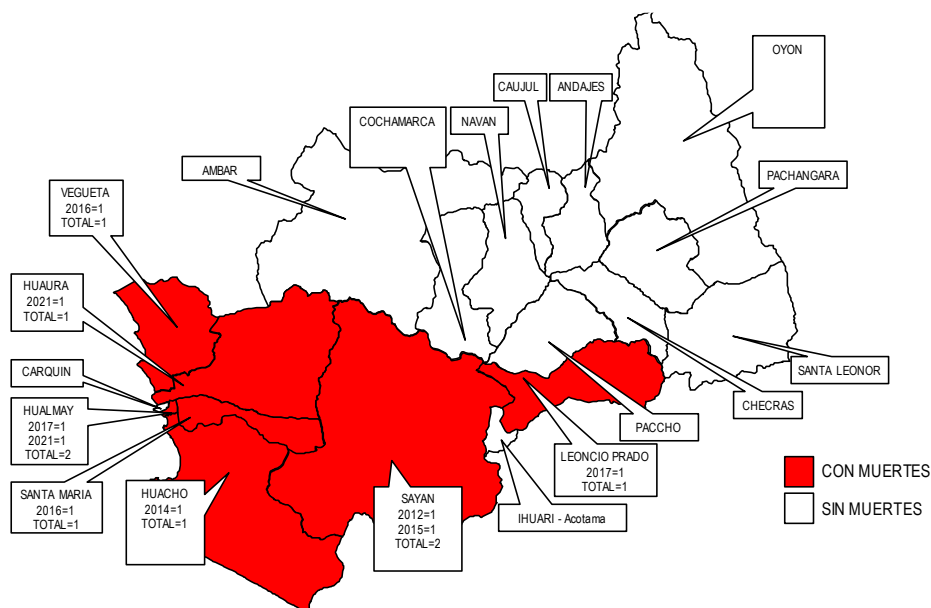 OYON
CAUJUL
ANDAJES
COCHAMARCA
NAVAN
AMBAR
PACHANGARA
VEGUETA
2016=1
TOTAL=1
HUAURA
2021=1
TOTAL=1
CARQUIN
SANTA LEONOR
HUALMAY
2017=1
2021=1
TOTAL=2
CHECRAS
PACCHO
LEONCIO PRADO
2017=1
TOTAL=1
SANTA MARIA
2016=1
TOTAL=1
HUACHO
2014=1
TOTAL=1
SAYAN
2012=1
2015=1
TOTAL=2
IHUARI - Acotama
CON MUERTES
SIN MUERTES